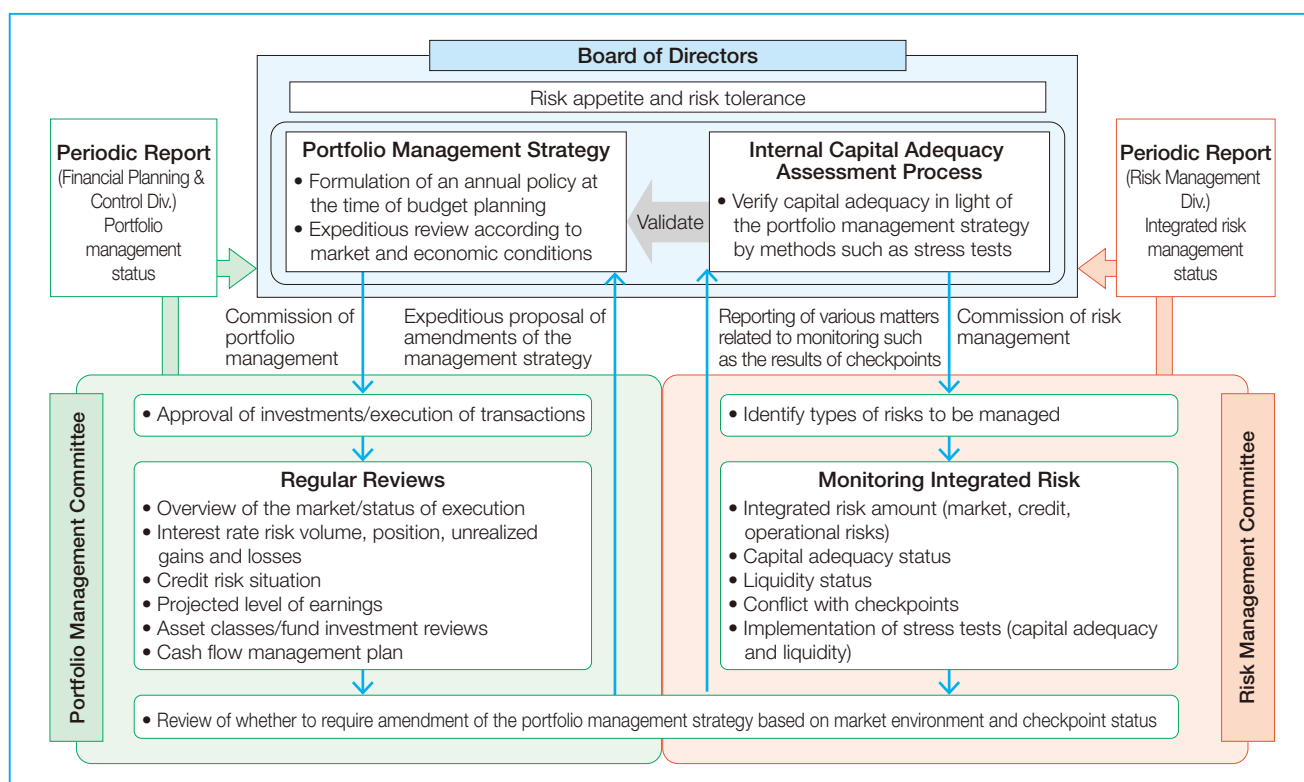 Board of Directors
Risk appetite and risk tolerance
Periodic Report
(Financial Planning &
Control Div.)
Portfolio
management
status
Portfolio Management Strategy
• Formulation of an annual policy at
the time of budget planning
• Expeditious review according to
market and economic conditions
Validate
Internal Capital Adequacy
Assessment Process
• Verify capital adequacy in light of
the portfolio management strategy
by methods such as stress tests
Periodic Report
(Risk Management
Div.)
Integrated risk
management
status
Commission of
portfolio
management
Expeditious proposal of
amendments of the
management strategy
Reporting of various matters
related to monitoring such
as the results of checkpoints
Commission of risk
management
Portfolio Management Committee
• Approval of investments/execution of transactions
Regular Reviews
• Overview of the market/status of execution
• Interest rate risk volume, position, unrealized
gains and losses
• Credit risk situation
• Projected level of earnings
• Asset classes/fund investment reviews
• Cash flow management plan
• Identify types of risks to be managed
Monitoring Integrated Risk
• Integrated risk amount (market, credit,
operational risks)
• Capital adequacy status
• Liquidity status
• Conflict with checkpoints
• Implementation of stress tests (capital adequacy
and liquidity)
Risk Management Committee
• Review of whether to require amendment of the portfolio management strategy based on market environment and checkpoint status